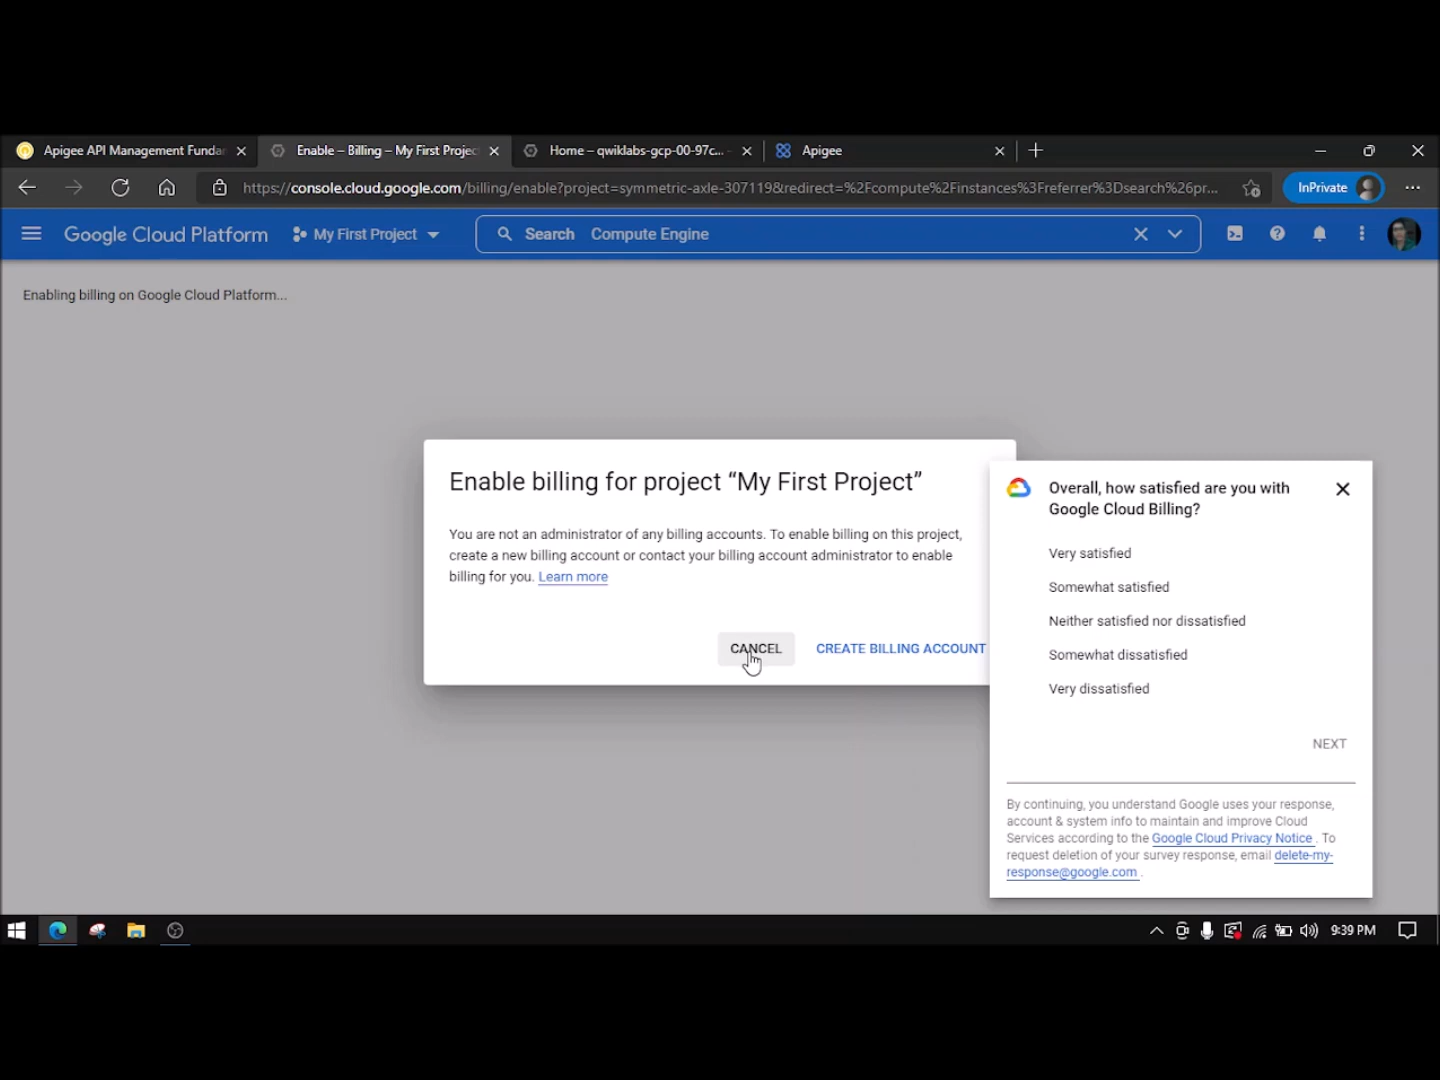 Apigee API Management Funda
Enable – Billing – My First Projec
Home – qwiklabs-gcp-00-97c... -
Apigee
https://console.cloud.google.com/billing/enable?project=symmetric-axle-307119&redirect=%2Fcompute%2Finstances%3Freferrer%3Dsearch%26pr...
InPrivate
Google Cloud Platform
My First Project
Search Compute Engine
Enabling billing on Google Cloud Platform...
Enable billing for project “My First Project”
You are not an administrator of any billing accounts. To enable billing on this project,
create a new billing account or contact your billing account administrator to enable
billing for you. Learn more
CANCEL
CREATE BILLING ACCOUNT
Overall, how satisfied are you with
Google Cloud Billing?
Very satisfied
Somewhat satisfied
Neither satisfied nor dissatisfied
Somewhat dissatisfied
Very dissatisfied
NEXT
By continuing, you understand Google uses your response,
account & system info to maintain and improve Cloud
Services according to the Google Cloud Privacy Notice . To
request deletion of your survey response, email delete-my-
response@google.com .
9:39 PM